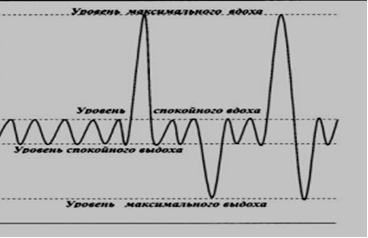 Уровень максимального вдоха
Уровень спокойного вдоха
Уровень спокойного выдоха
Уровень максимального выдоха